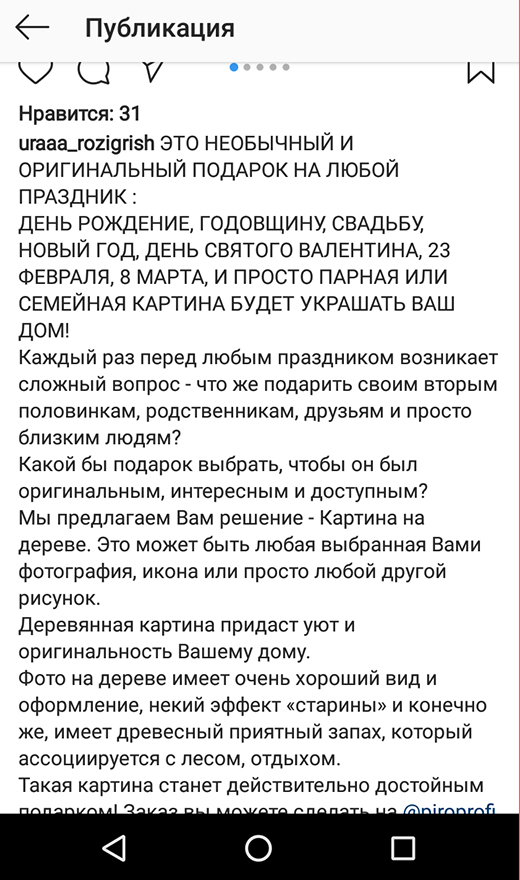 Публикация
Нравится: 31
uraaa_rozigrish ЭТО НЕОБЫЧНЫЙ И
ОРИГИНАЛЬНЫЙ ПОДАРОК НА ЛЮБОЙ
ПРАЗДНИК :
ДЕНЬ РОЖДЕНИЕ, ГОДОВЩИНУ, СВАДЬБУ,
НОВЫЙ ГОД, ДЕНЬ СВЯТОГО ВАЛЕНТИНА, 23
ФЕВРАЛЯ, 8 МАРТА, И ПРОСТО ПАРНАЯ ИЛИ
СЕМЕЙНАЯ КАРТИНА БУДЕТ УКРАШАТЬ ВАШ
ДОМ!
Каждый раз перед любым праздником возникает
сложный вопрос - что же подарить своим вторым
половинкам, родственникам, друзьям и просто
близким людям?
Какой бы подарок выбрать, чтобы он был
оригинальным, интересным и доступным?
Мы предлагаем Вам решение - Картина на
дереве. Это может быть любая выбранная Вами
фотография, икона или просто любой другой
рисунок.
Деревянная картина придаст уют и
оригинальность Вашему дому.
Фото на дереве имеет очень хороший вид и
оформление, некий эффект «старины» и конечно
же, имеет древесный приятный запах, который
ассоциируется с лесом, отдыхом.
Такая картина станет действительно достойным
подарком! Заказ вы можете сделать на @piroprofi